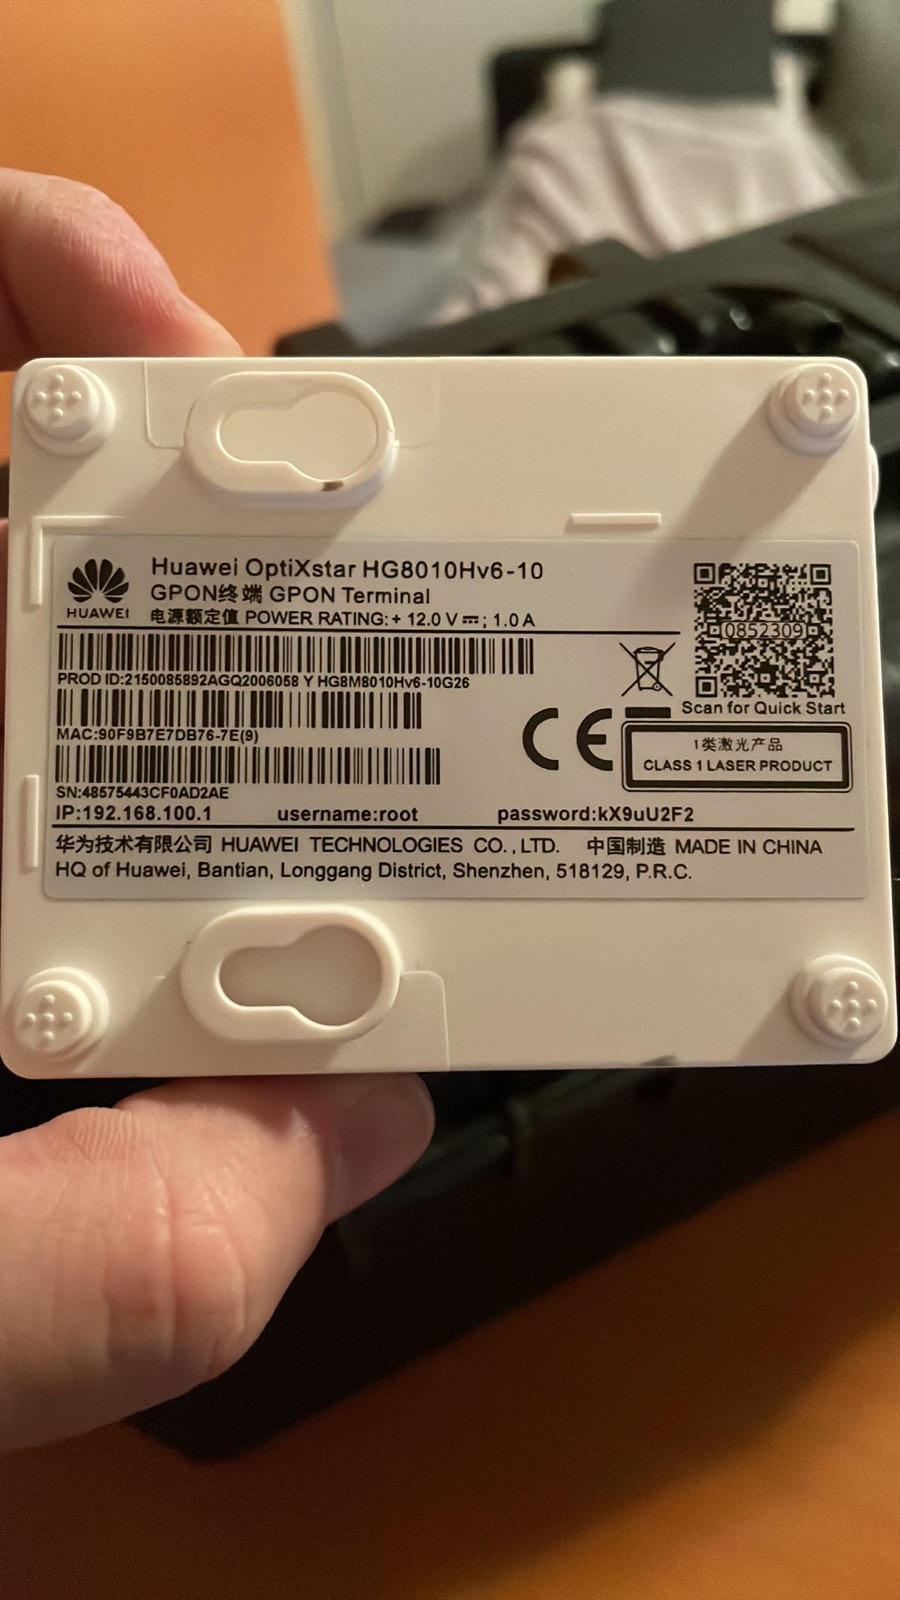 Huawei OptiXstar HG8010Hv6-10
GPON终端 GPON Terminal
HUAWEI
电源额定值 POWER RATING: + 12.0 V ⎓ ; 1.0 A
0852309
PROD ID:2150085892AGQ2006058 Y HG8M8010Hv6-10G26
Scan for Quick Start
MAC:90F9B7E7DB76-7E(9)
CE
1类激光产品
CLASS 1 LASER PRODUCT
SN:48575443CF0AD2AE
IP:192.168.100.1 username:root password:kX9uU2F2
华为技术有限公司 HUAWEI TECHNOLOGIES CO.,LTD. 中国制造 MADE IN CHINA
HQ of Huawei, Bantian, Longgang District, Shenzhen, 518129, P.R.C.